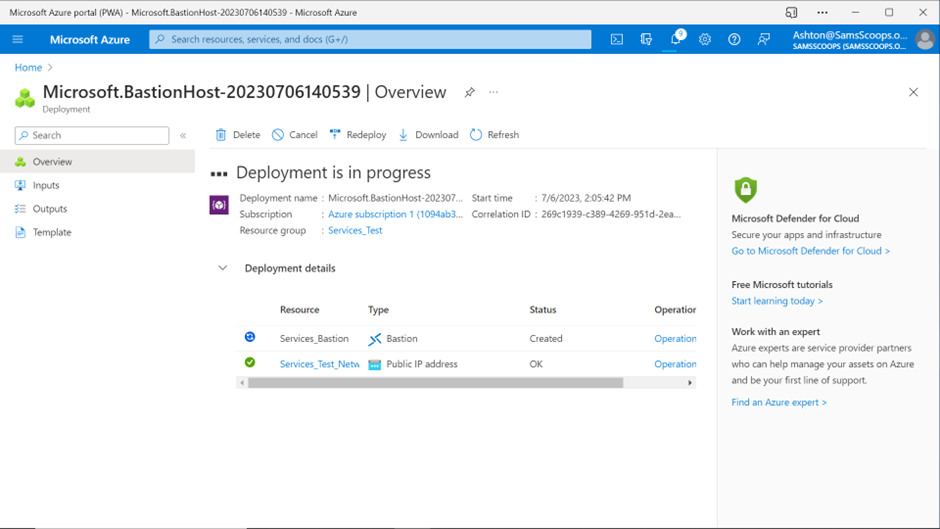 Microsoft Azure portal (PWA) - Microsoft.BastionHost-20230706140539 - Microsoft Azure
Microsoft Azure
Search resources, services, and docs (G+/)
9
Ashton@SamsScoops.o...
SAMSSCOOPS (SAMSSCOOPS.O...
Home
Microsoft.BastionHost-20230706140539 | Overview
Deployment
Search
Delete
Cancel
Redeploy
Download
Refresh
Overview
Inputs
Outputs
Template
Deployment is in progress
Deployment name : Microsoft.BastionHost-202307... Start time : 7/6/2023, 2:05:42 PM
Subscription : Azure subscription 1 (1094ab3... Correlation ID : 269c1939-c389-4269-951d-2ea...
Resource group : Services_Test
Deployment details
Resource Type Status Operation
Services_Bastion Bastion Created Operation
Services_Test_Netw Public IP address OK Operation
Microsoft Defender for Cloud
Secure your apps and infrastructure
Go to Microsoft Defender for Cloud >
Free Microsoft tutorials
Start learning today >
Work with an expert
Azure experts are service provider partners
who can help manage your assets on Azure
and be your first line of support.
Find an Azure expert >